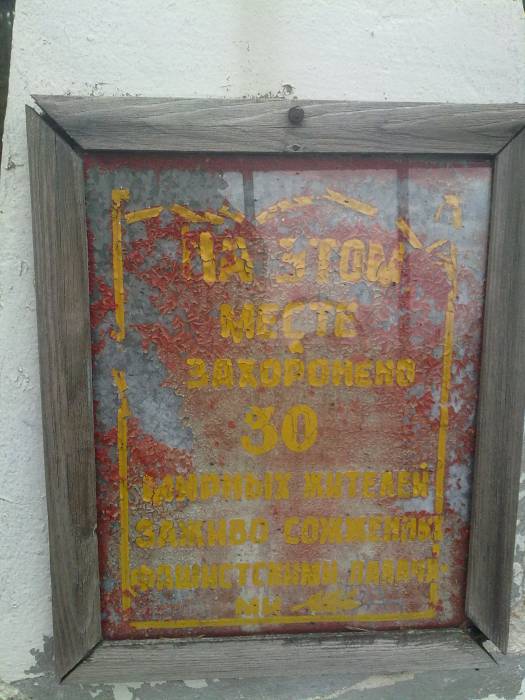 НА ЭТОМ
МЕСТЕ
ЗАХОРОНЕНО
30
МИРНЫХ ЖИТЕЛЕЙ
ЗАЖИВО СОЖЖЕННЫХ
ФАШИСТСКИМИ ПАЛАЧА-
МИ